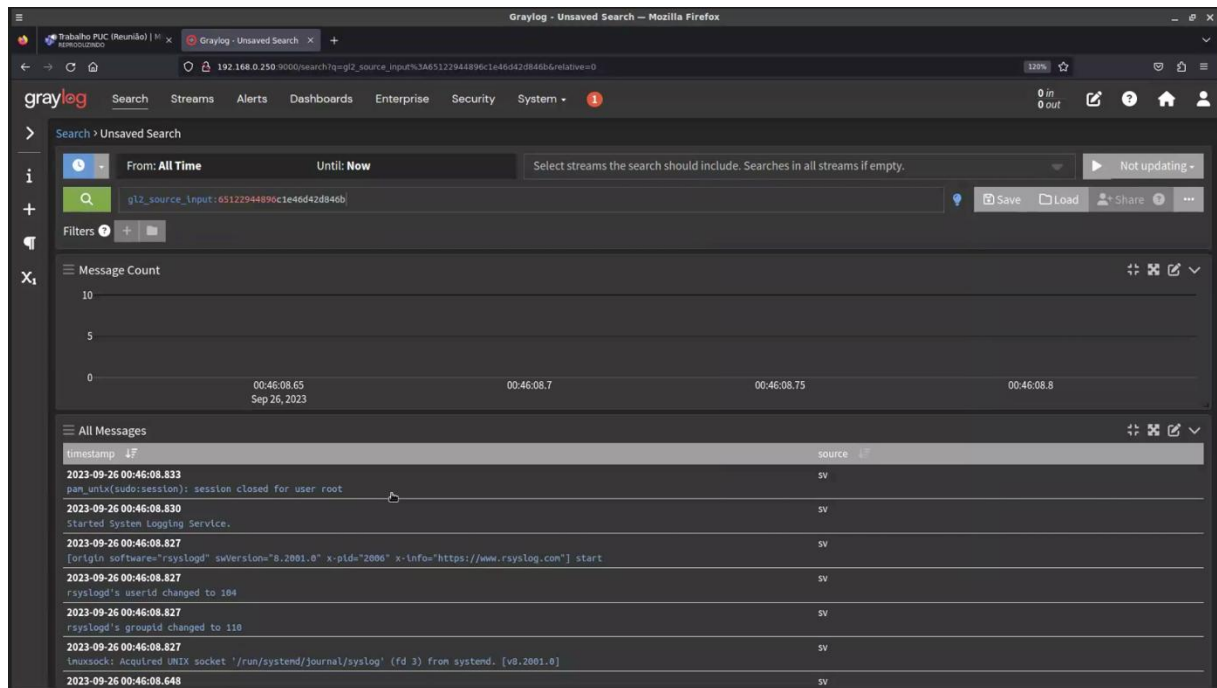 Graylog - Unsaved Search — Mozilla Firefox
Trabalho PUC (Reunião) | M
REPRODUZINDO
Graylog - Unsaved Search
192.168.0.250:9000/search?q=gl2_source_input%3A65122944896c1e46d42d846b&relative=0
120%
graylog Search Streams Alerts Dashboards Enterprise Security System 1
0 in
0 out
Search › Unsaved Search
From: All Time Until: Now Select streams the search should include. Searches in all streams if empty. Not updating
gl2_source_input:65122944896c1e46d42d846b Save Load Share
Filters
Message Count
10
5
0
00:46:08.65 00:46:08.7 00:46:08.75 00:46:08.8
Sep 26, 2023
All Messages
timestamp source
2023-09-26 00:46:08.833 sv
pam_unix(sudo:session): session closed for user root
2023-09-26 00:46:08.830 sv
Started System Logging Service.
2023-09-26 00:46:08.827 sv
[origin software="rsyslogd" swVersion="8.2001.0" x-pid="2006" x-info="https://www.rsyslog.com"] start
2023-09-26 00:46:08.827 sv
rsyslogd's userid changed to 104
2023-09-26 00:46:08.827 sv
rsyslogd's groupid changed to 110
2023-09-26 00:46:08.827 sv
imuxsock: Acquired UNIX socket '/run/systemd/journal/syslog' (fd 3) from systemd. [v8.2001.0]
2023-09-26 00:46:08.648 sv